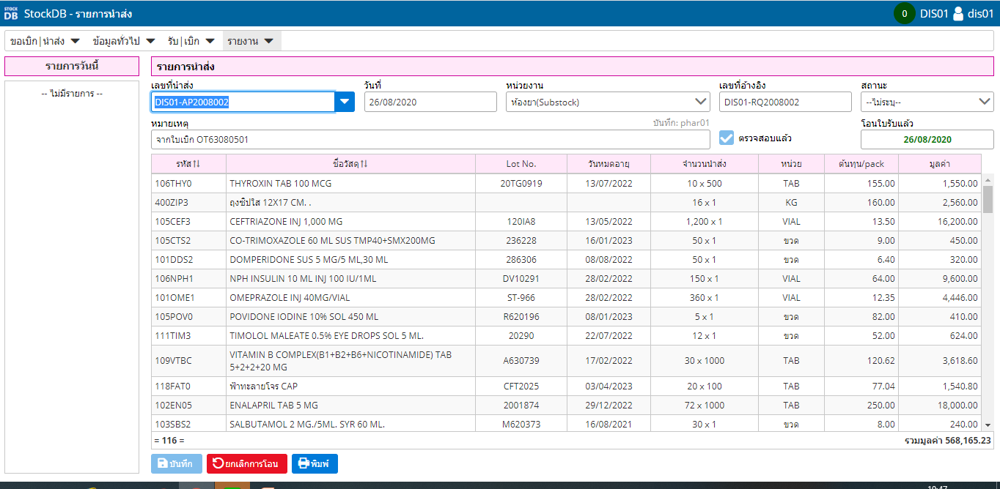 STOCK DB StockDB - รายการนำส่ง 0 DIS01 dis01
ขอเบิก|นำส่ง ข้อมูลทั่วไป รับ|เบิก รายงาน
รายการวันนี้
-- ไม่มีรายการ --
รายการนำส่ง
เลขที่นำส่ง วันที่ หน่วยงาน เลขที่อ้างอิง สถานะ
DIS01-AP2008002 26/08/2020 ห้องยา(Substock) DIS01-RQ2008002 --ไม่ระบุ--
หมายเหตุ บันทึก: phar01 โอนใบรับแล้ว
จากใบเบิก OT63080501 ตรวจสอบแล้ว 26/08/2020
รหัส ชื่อวัสดุ Lot No. วันหมดอายุ จำนวนนำส่ง หน่วย ต้นทุน/pack มูลค่า
106THY0 THYROXIN TAB 100 MCG 20TG0919 13/07/2022 10 x 500 TAB 155.00 1,550.00
400ZIP3 ถุงซิปใส 12X17 CM. . 16 x 1 KG 160.00 2,560.00
105CEF3 CEFTRIAZONE INJ 1,000 MG 120IA8 13/05/2022 1,200 x 1 VIAL 13.50 16,200.00
105CTS2 CO-TRIMOXAZOLE 60 ML SUS TMP40+SMX200MG 236228 16/01/2023 50 x 1 ขวด 9.00 450.00
101DDS2 DOMPERIDONE SUS 5 MG/5 ML,30 ML 286306 08/08/2022 50 x 1 ขวด 6.40 320.00
106NPH1 NPH INSULIN 10 ML INJ 100 IU/1ML DV10291 28/02/2022 150 x 1 VIAL 64.00 9,600.00
101OME1 OMEPRAZOLE INJ 40MG/VIAL ST-966 28/02/2022 360 x 1 VIAL 12.35 4,446.00
105POV0 POVIDONE IODINE 10% SOL 450 ML R620196 08/01/2023 5 x 1 ขวด 82.00 410.00
111TIM3 TIMOLOL MALEATE 0.5% EYE DROPS SOL 5 ML. 20290 22/07/2022 12 x 1 ขวด 52.00 624.00
109VTBC VITAMIN B COMPLEX(B1+B2+B6+NICOTINAMIDE) TAB 5+2+2+20 MG A630739 17/02/2022 30 x 1000 TAB 120.62 3,618.60
118FAT0 ฟ้าทะลายโจร CAP CFT2025 03/04/2023 20 x 100 TAB 77.04 1,540.80
102EN05 ENALAPRIL TAB 5 MG 2001874 29/12/2022 72 x 1000 TAB 250.00 18,000.00
103SBS2 SALBUTAMOL 2 MG./5ML. SYR 60 ML. M620373 16/08/2021 30 x 1 ขวด 8.00 240.00
= 116 = รวมมูลค่า 568,165.23
บันทึก ยกเลิกการโอน พิมพ์
10:47